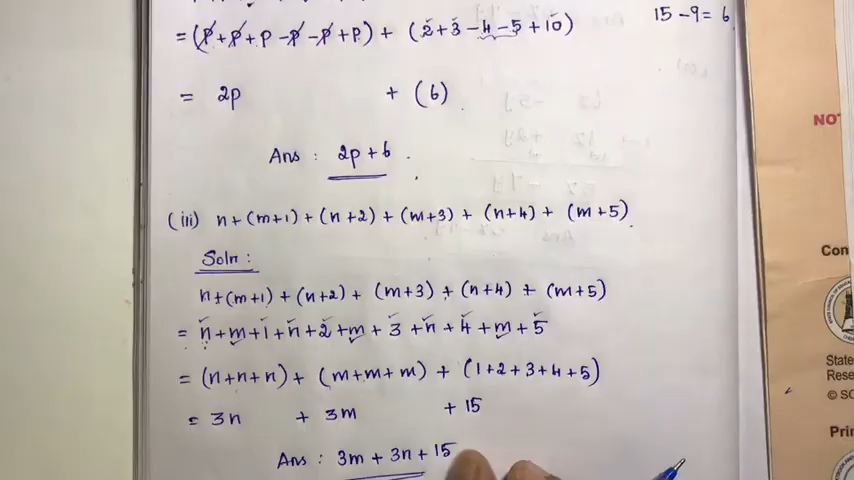 15 - 9 = 6
= (p + p + p - p - p + p) + (2 + 3 - 4 - 5 + 10)
= 2p + (6)
Ans : 2p + 6 .
(iii) n + (m+1) + (n+2) + (m+3) + (n+4) + (m+5)
Soln :
n + (m+1) + (n+2) + (m+3) + (n+4) + (m+5)
= n + m + 1 + n + 2 + m + 3 + n + 4 + m + 5
= (n+n+n) + (m+m+m) + (1+2+3+4+5)
= 3n + 3m + 15
Ans : 3m + 3n + 15
NO
Con
State
Rese
© SC
Prin